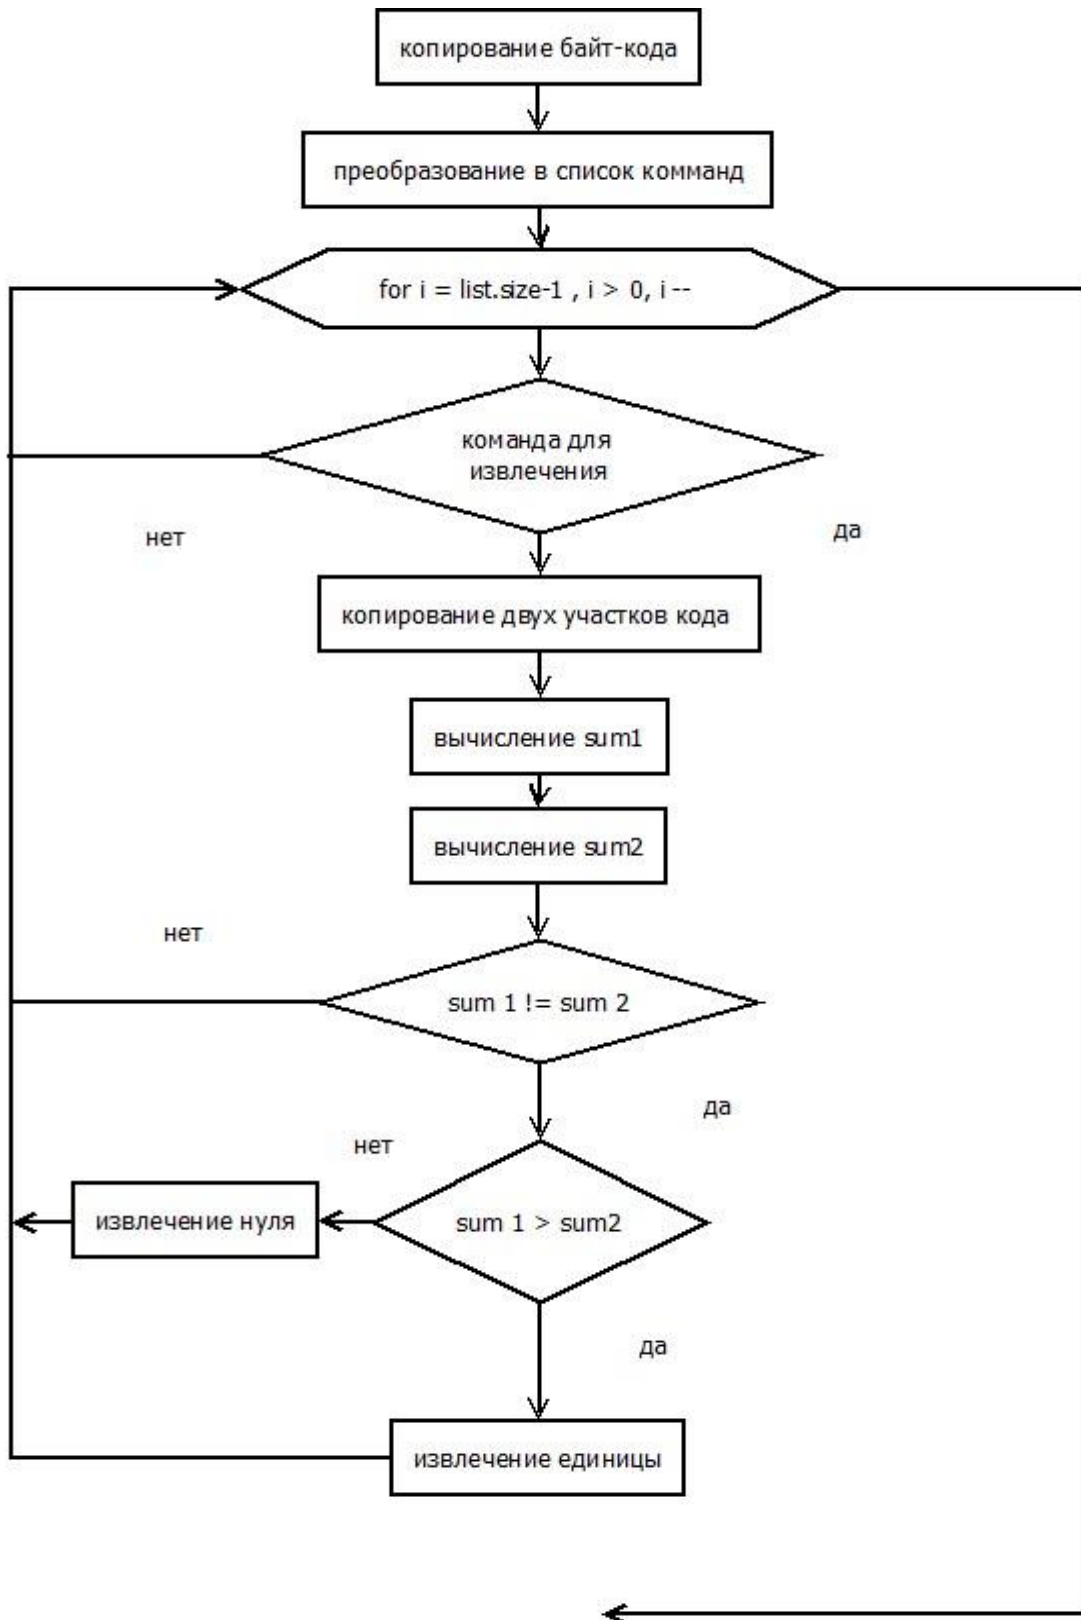 копирование байт-кода
преобразование в список комманд
for i = list.size-1 , i > 0, i --
команда для
извлечения
нет
да
копирование двух участков кода
вычисление sum1
вычисление sum2
нет
sum 1 != sum 2
да
нет
извлечение нуля
sum 1 > sum2
да
извлечение единицы